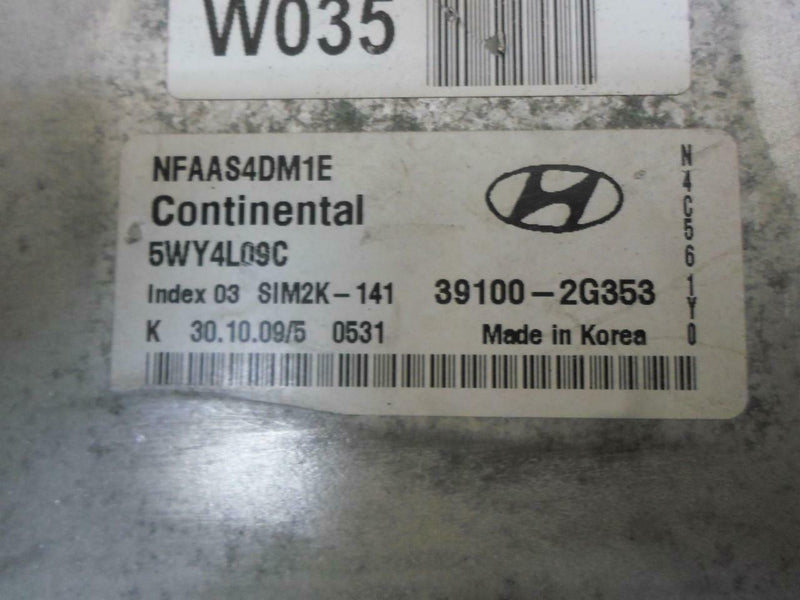 W035
NFAAS4DM1E
Continental
5WY4L09C
Index 03 SIM2K-141
39100-2G353
K 30.10.09/5 0531
Made in Korea
N4C561Y0